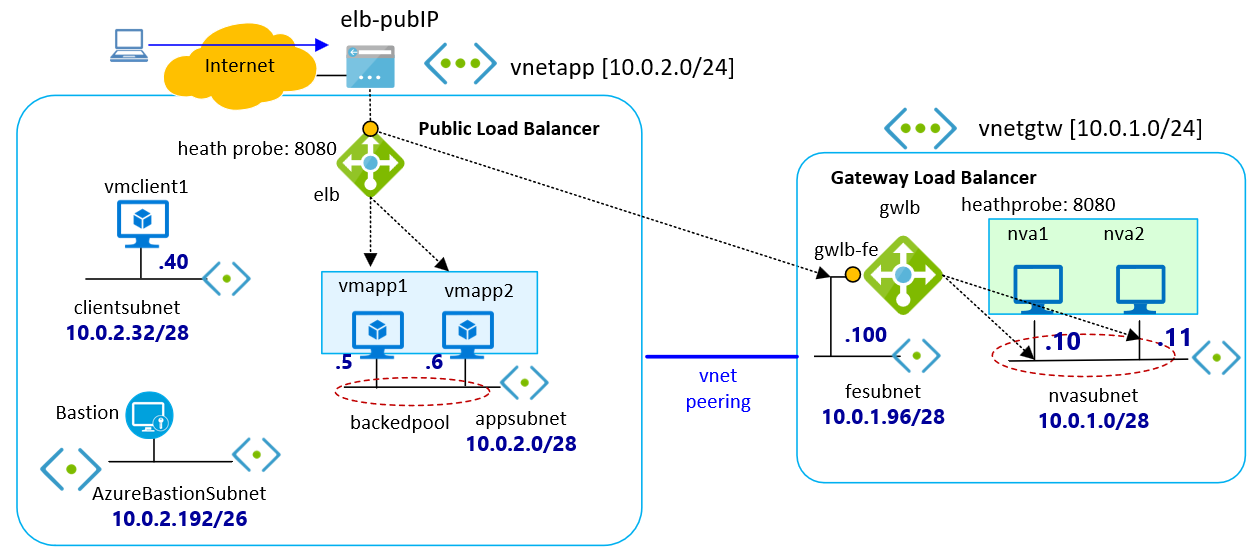 elb-pubIP
Internet
vnetapp [10.0.2.0/24]
Public Load Balancer
heath probe: 8080
elb
vmclient1
.40
clientsubnet
10.0.2.32/28
vmapp1
vmapp2
.5
.6
backedpool
appsubnet
10.0.2.0/28
Bastion
AzureBastionSubnet
10.0.2.192/26
vnet
peering
vnetgtw [10.0.1.0/24]
Gateway Load Balancer
gwlb
heathprobe: 8080
gwlb-fe
nva1
nva2
.100
.10
.11
fesubnet
10.0.1.96/28
nvasubnet
10.0.1.0/28